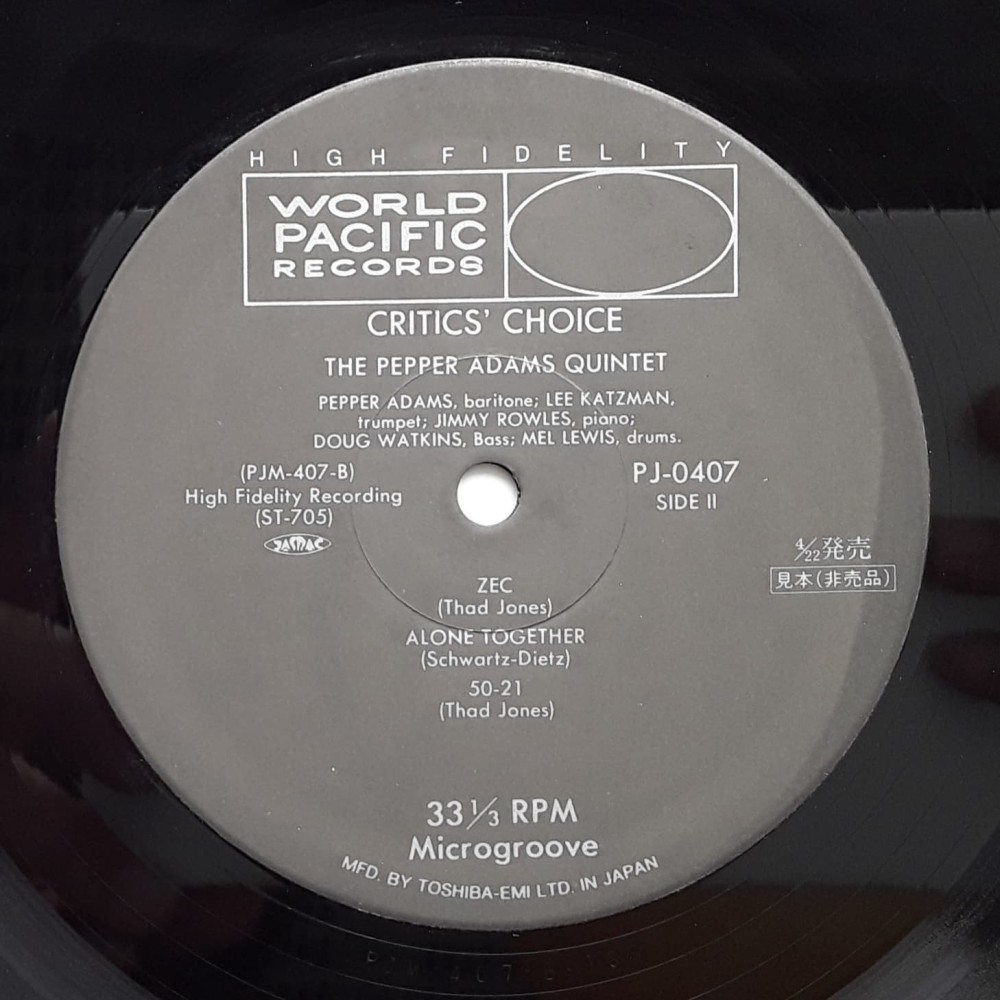 HIGH FIDELITY
WORLD
PACIFIC
RECORDS
CRITICS' CHOICE
THE PEPPER ADAMS QUINTET
PEPPER ADAMS, baritone; LEE KATZMAN,
trumpet; JIMMY ROWLES, piano;
DOUG WATKINS, Bass; MEL LEWIS, drums.
(PJM-407-B)
High Fidelity Recording
(ST-705)
JASRAC
PJ-0407
SIDE II
4/22発売
見本(非売品)
ZEC
(Thad Jones)
ALONE TOGETHER
(Schwartz-Dietz)
50-21
(Thad Jones)
33 1/3 RPM
Microgroove
MFD. BY TOSHIBA-EMI LTD. IN JAPAN